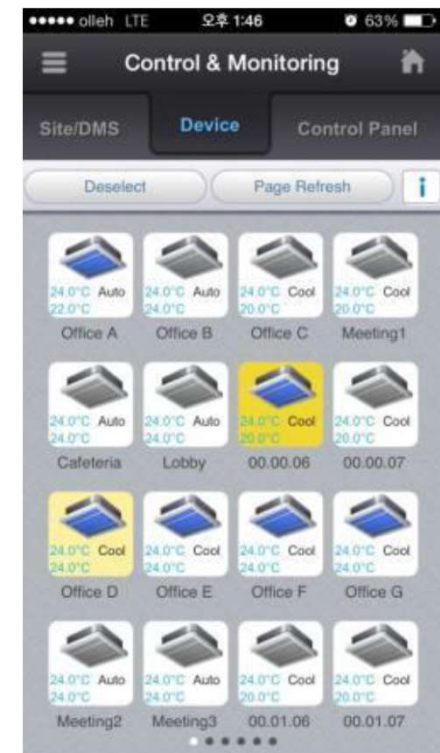 olleh LTE 오후 1:46 63%
Control & Monitoring
Site/DMS Device Control Panel
Deselect Page Refresh i
24.0°C Auto 24.0°C Auto 24.0°C Cool 24.0°C Cool
22.0°C 24.0°C 20.0°C 20.0°C
Office A Office B Office C Meeting1
24.0°C Auto 24.0°C Auto 24.0°C Cool 24.0°C Cool
24.0°C 24.0°C 20.0°C 20.0°C
Cafeteria Lobby 00.00.06 00.00.07
24.0°C Cool 24.0°C Cool 24.0°C Cool 24.0°C Cool
24.0°C 24.0°C 24.0°C 24.0°C
Office D Office E Office F Office G
24.0°C Auto 24.0°C Auto 24.0°C Cool 24.0°C Cool
24.0°C 24.0°C 20.0°C 20.0°C
Meeting2 Meeting3 00.01.06 00.01.07